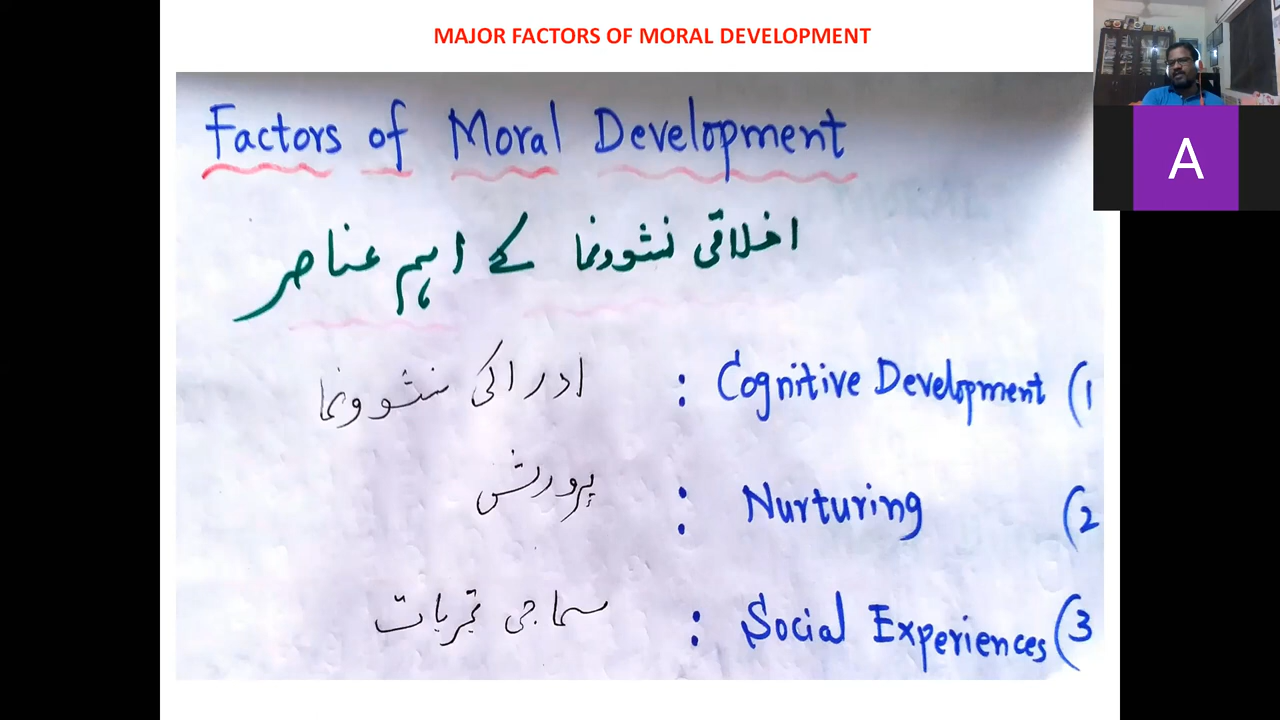 MAJOR FACTORS OF MORAL DEVELOPMENT
A
Factors of Moral Development
اخلاقی نشوونما کے اہم عناصر
1) Cognitive Development : ادراکی نشوونما
2) Nurturing : پرورش
3) Social Experiences : سماجی تجربات